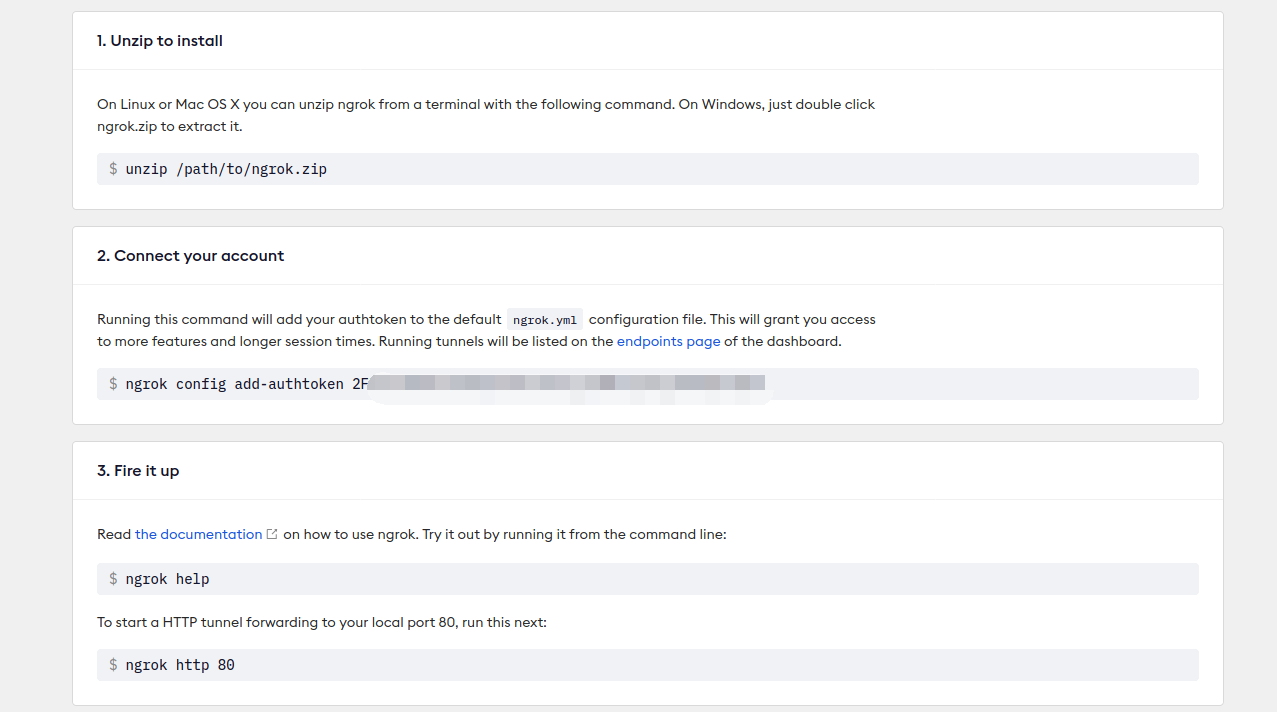 1. Unzip to install
On Linux or Mac OS X you can unzip ngrok from a terminal with the following command. On Windows, just double click
ngrok.zip to extract it.
$ unzip /path/to/ngrok.zip
2. Connect your account
Running this command will add your authtoken to the default ngrok.yml configuration file. This will grant you access
to more features and longer session times. Running tunnels will be listed on the endpoints page of the dashboard.
$ ngrok config add-authtoken 2F
3. Fire it up
Read the documentation on how to use ngrok. Try it out by running it from the command line:
$ ngrok help
To start a HTTP tunnel forwarding to your local port 80, run this next:
$ ngrok http 80